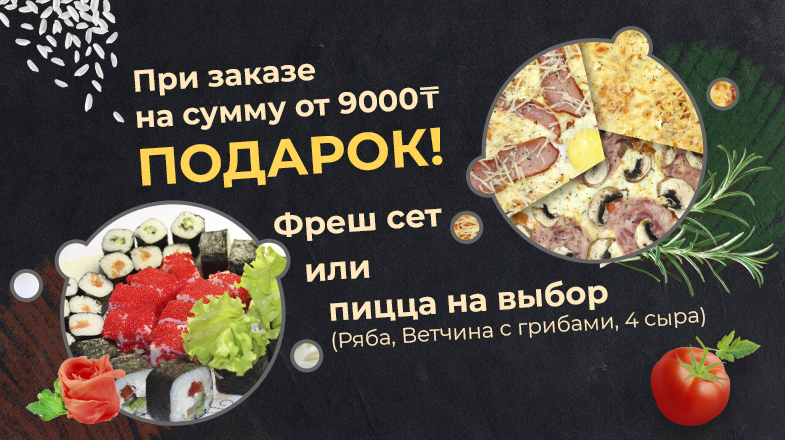 При заказе
на сумму от 9000₸
ПОДАРОК!
Фреш сет
или
пицца на выбор
(Ряба, Ветчина с грибами, 4 сыра)